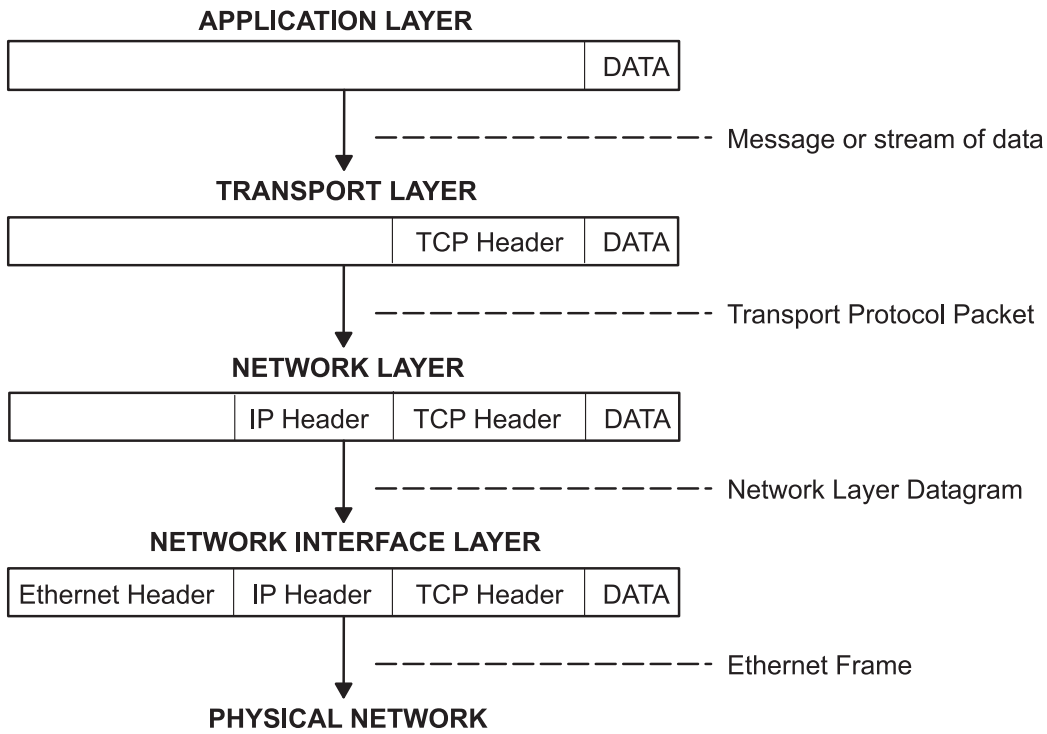 APPLICATION LAYER
DATA
Message or stream of data
TRANSPORT LAYER
TCP Header DATA
Transport Protocol Packet
NETWORK LAYER
IP Header TCP Header DATA
Network Layer Datagram
NETWORK INTERFACE LAYER
Ethernet Header IP Header TCP Header DATA
Ethernet Frame
PHYSICAL NETWORK